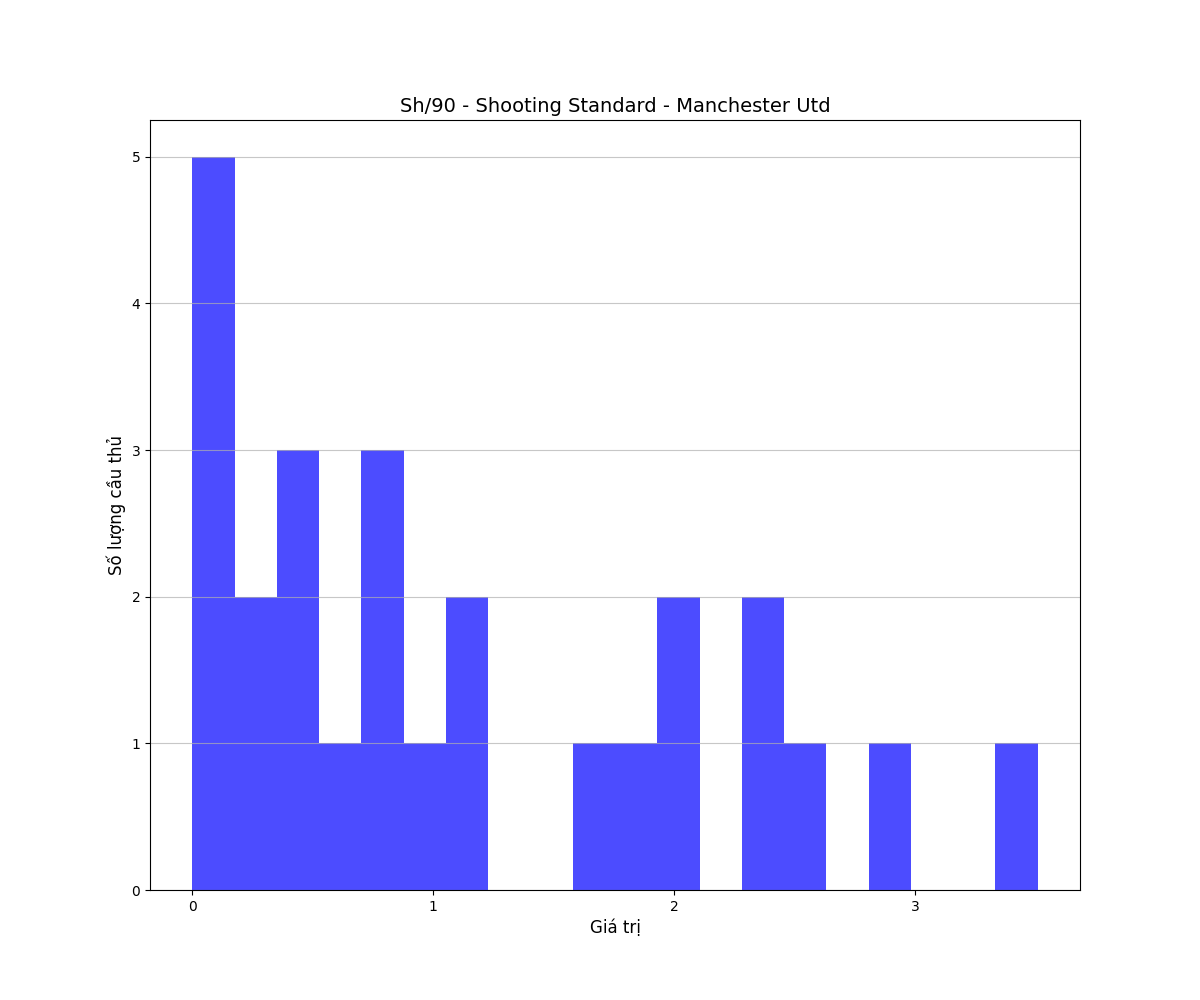 Sh/90 - Shooting Standard - Manchester Utd
Số lượng cầu thủ
5
4
3
2
1
0
0 1 2 3
Giá trị